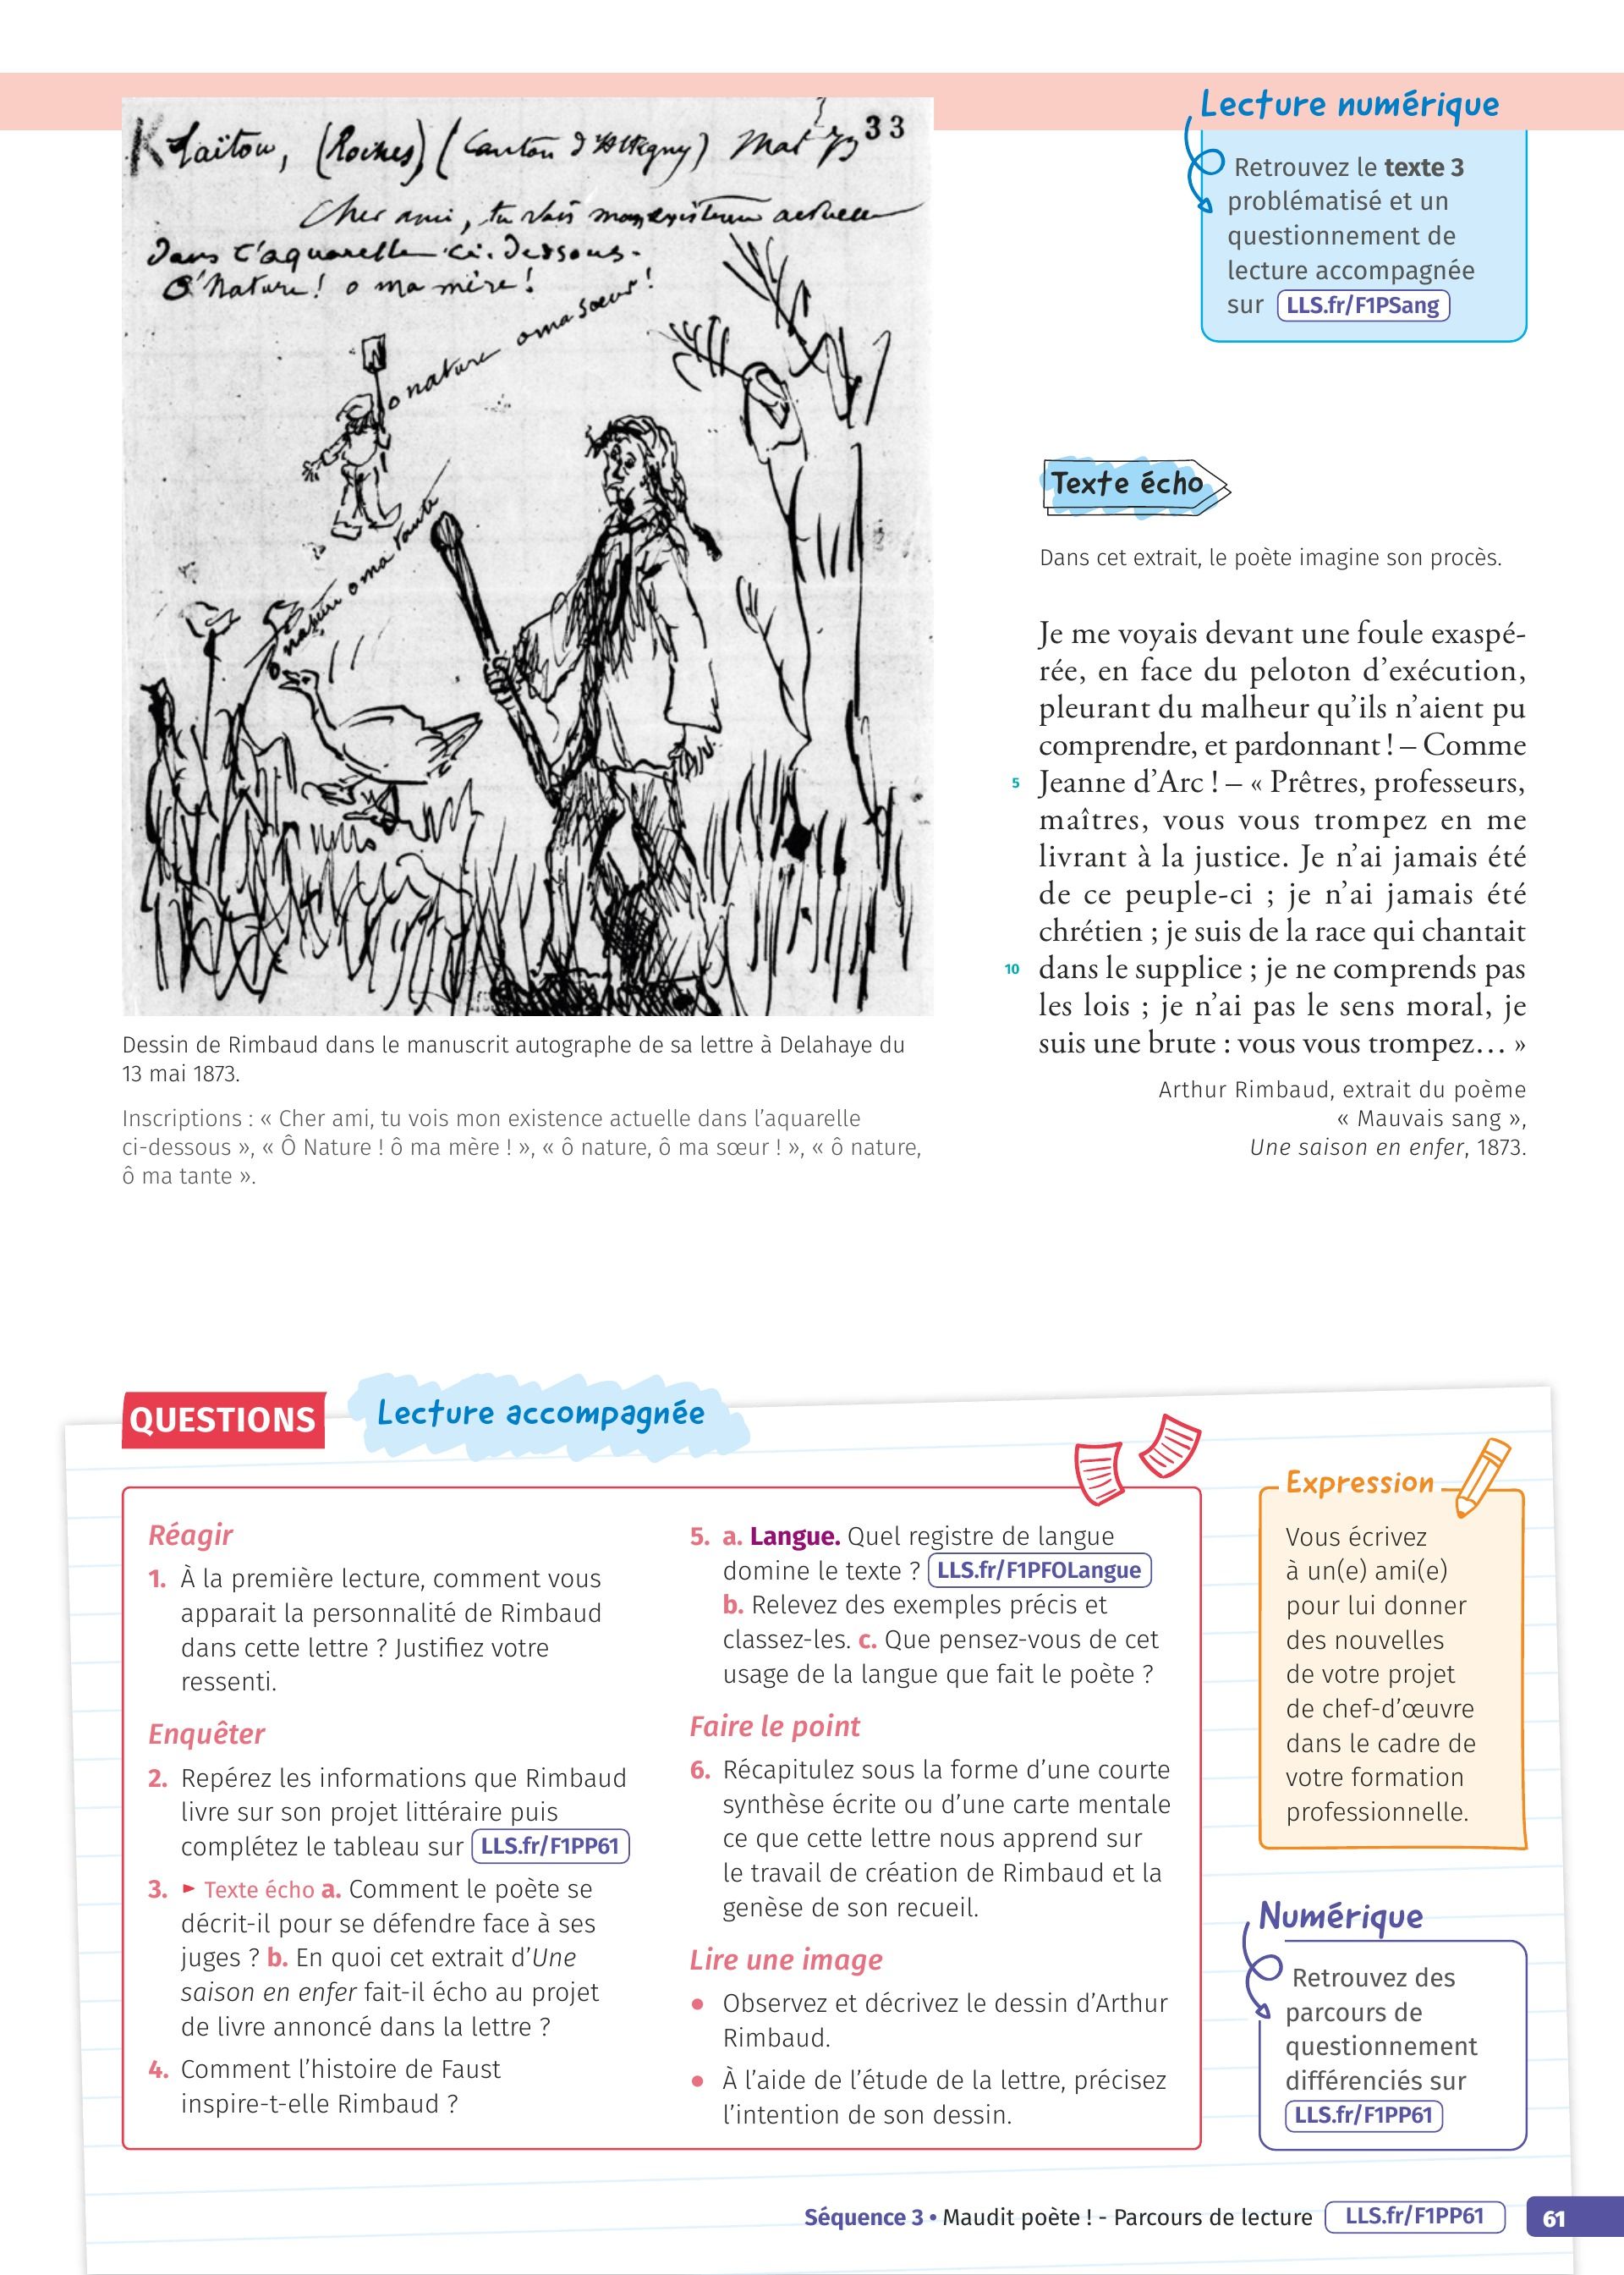 Laïtou, (Roches) (Canton d'Attigny) Mai 73
33
Cher ami, tu vois mon existence actuelle
dans l'aquarelle ci-dessous.
O Nature ! o ma mère !
o nature o ma sœur !
o nature o ma tante
Dessin de Rimbaud dans le manuscrit autographe de sa lettre à Delahaye du
13 mai 1873.
Inscriptions : « Cher ami, tu vois mon existence actuelle dans l’aquarelle
ci-dessous », « Ô Nature ! ô ma mère ! », « ô nature, ô ma sœur ! », « ô nature,
ô ma tante ».
Lecture numérique
Retrouvez le texte 3
problématisé et un
questionnement de
lecture accompagnée
sur LLS.fr/F1PSang
Texte écho
Dans cet extrait, le poète imagine son procès.
Je me voyais devant une foule exaspé-
rée, en face du peloton d’exécution,
pleurant du malheur qu’ils n’aient pu
comprendre, et pardonnant ! – Comme
5 Jeanne d’Arc ! – « Prêtres, professeurs,
maîtres, vous vous trompez en me
livrant à la justice. Je n’ai jamais été
de ce peuple-ci ; je n’ai jamais été
chrétien ; je suis de la race qui chantait
10 dans le supplice ; je ne comprends pas
les lois ; je n’ai pas le sens moral, je
suis une brute : vous vous trompez… »
Arthur Rimbaud, extrait du poème
« Mauvais sang »,
Une saison en enfer, 1873.
QUESTIONS
Lecture accompagnée
Réagir
1. À la première lecture, comment vous
apparait la personnalité de Rimbaud
dans cette lettre ? Justifiez votre
ressenti.
Enquêter
2. Repérez les informations que Rimbaud
livre sur son projet littéraire puis
complétez le tableau sur LLS.fr/F1PP61
3. ► Texte écho a. Comment le poète se
décrit-il pour se défendre face à ses
juges ? b. En quoi cet extrait d’Une
saison en enfer fait-il écho au projet
de livre annoncé dans la lettre ?
4. Comment l’histoire de Faust
inspire-t-elle Rimbaud ?
5. a. Langue. Quel registre de langue
domine le texte ? LLS.fr/F1PFOLangue
b. Relevez des exemples précis et
classez-les. c. Que pensez-vous de cet
usage de la langue que fait le poète ?
Faire le point
6. Récapitulez sous la forme d’une courte
synthèse écrite ou d’une carte mentale
ce que cette lettre nous apprend sur
le travail de création de Rimbaud et la
genèse de son recueil.
Lire une image
• Observez et décrivez le dessin d’Arthur
Rimbaud.
• À l’aide de l’étude de la lettre, précisez
l’intention de son dessin.
Expression
Vous écrivez
à un(e) ami(e)
pour lui donner
des nouvelles
de votre projet
de chef-d’œuvre
dans le cadre de
votre formation
professionnelle.
Numérique
Retrouvez des
parcours de
questionnement
différenciés sur
LLS.fr/F1PP61
Séquence 3 • Maudit poète ! - Parcours de lecture LLS.fr/F1PP61 61